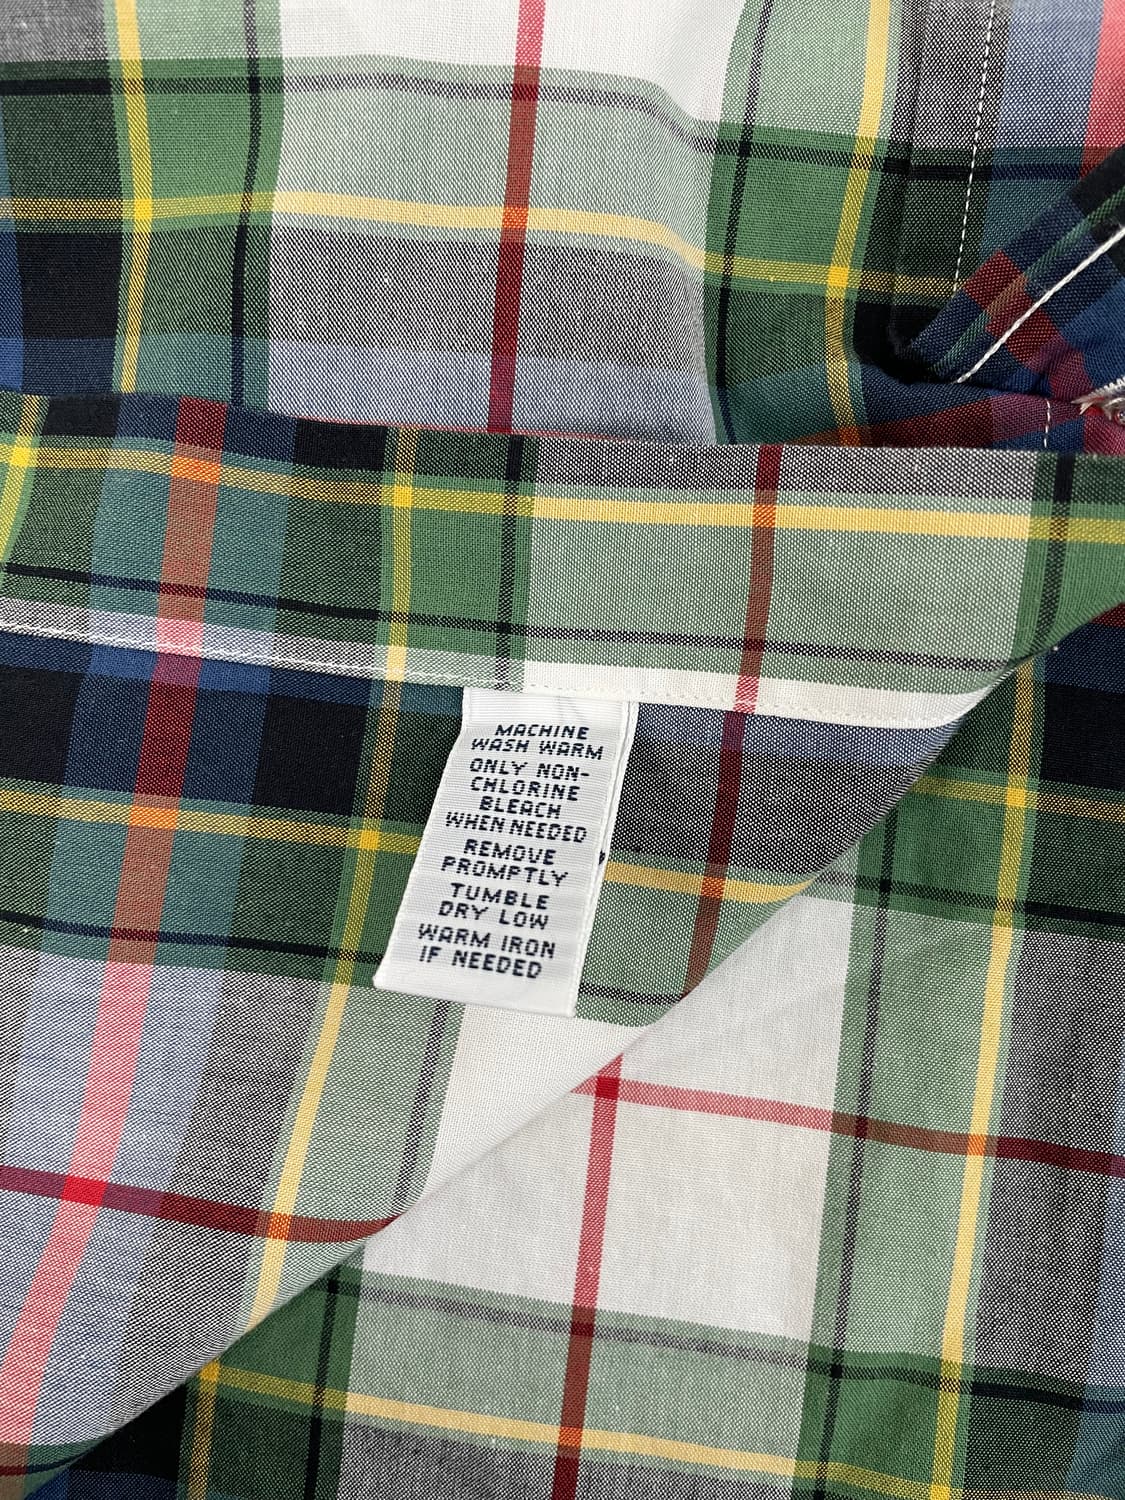 MACHINE
WASH WARM
ONLY NON-
CHLORINE
BLEACH
WHEN NEEDED
REMOVE
PROMPTLY
TUMBLE
DRY LOW
WARM IRON
IF NEEDED